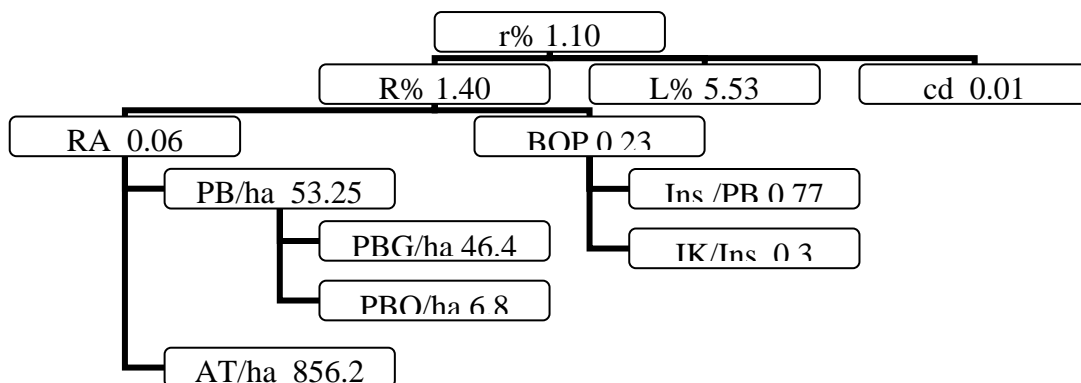 r% 1.10
R% 1.40
L% 5.53
cd 0.01
RA 0.06
BOP 0.23
PB/ha 53.25
Ins /PB 0.77
PBG/ha 46.4
IK/Ins 0.3
PBO/ha 6.8
AT/ha 856.2